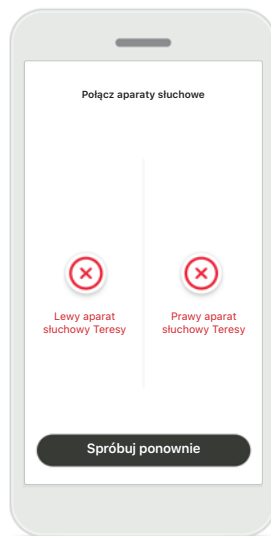 Połącz aparaty słuchowe
Lewy aparat
słuchowy Teresy
Prawy aparat
słuchowy Teresy
Spróbuj ponownie